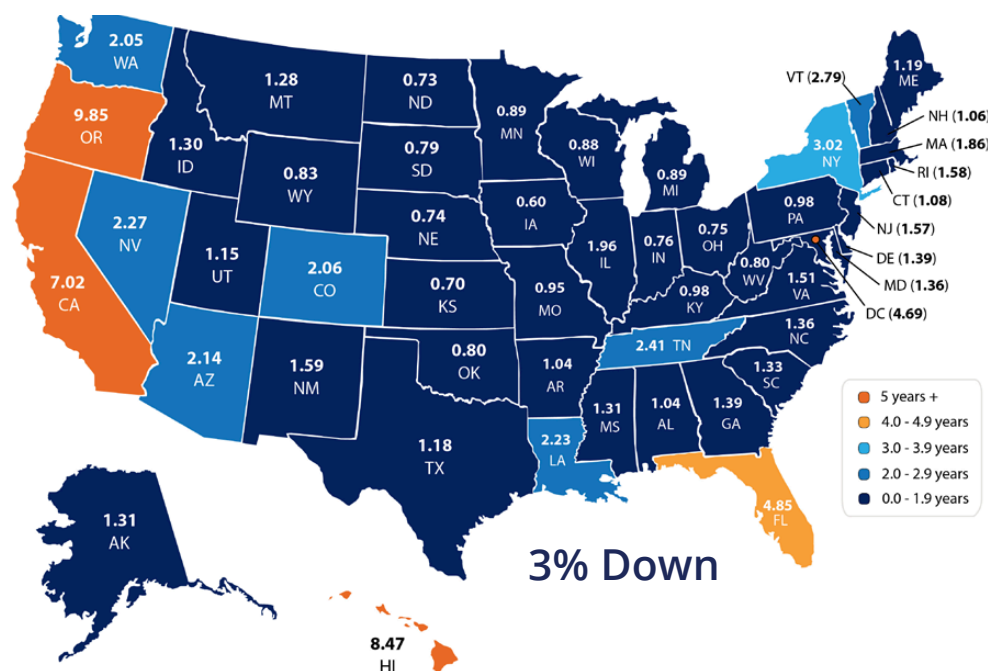 2.05
WA
9.85
OR
7.02
CA
2.27
NV
1.30
ID
1.28
MT
0.83
WY
1.15
UT
2.06
CO
2.14
AZ
1.59
NM
0.73
ND
0.79
SD
0.74
NE
0.70
KS
0.80
OK
1.18
TX
0.89
MN
0.60
IA
0.95
MO
1.04
AR
2.23
LA
0.88
WI
1.96
IL
0.89
MI
0.76
IN
0.75
OH
0.98
KY
2.41 TN
1.31
MS
1.04
AL
1.39
GA
4.85
FL
1.33
SC
1.36
NC
1.51
VA
0.80
WV
0.98
PA
3.02
NY
1.19
ME
VT (2.79)
NH (1.06)
MA (1.86)
RI (1.58)
CT (1.08)
NJ (1.57)
DE (1.39)
MD (1.36)
DC (4.69)
5 years +
4.0 - 4.9 years
3.0 - 3.9 years
2.0 - 2.9 years
0.0 - 1.9 years
1.31
AK
8.47
HI
3% Down